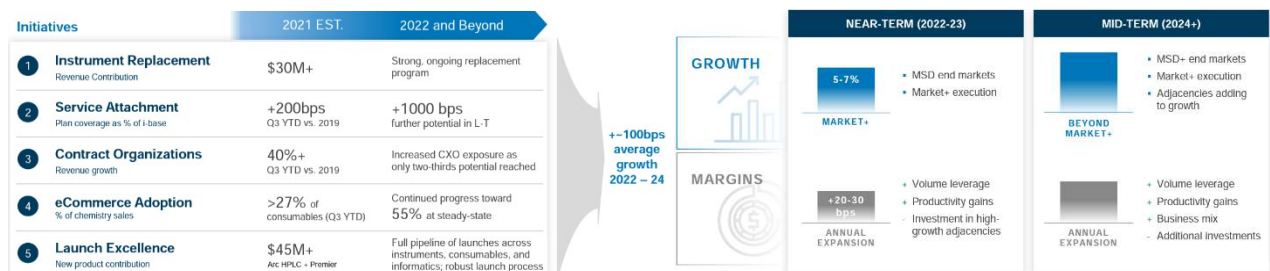 Initiatives
2021 EST.
2022 and Beyond
1
Instrument Replacement
Revenue Contribution
$30M+
Strong, ongoing replacement
program
2
Service Attachment
Plan coverage as % of i-base
+200bps
Q3 YTD vs. 2019
+1000 bps
further potential in L-T
3
Contract Organizations
Revenue growth
40%+
Q3 YTD vs. 2019
Increased CXO exposure as
only two-thirds potential reached
4
eCommerce Adoption
% of chemistry sales
>27% of
consumables (Q3 YTD)
Continued progress toward
55% at steady-state
5
Launch Excellence
New product contribution
$45M+
Arc HPLC + Premier
Full pipeline of launches across
instruments, consumables, and
informatics; robust launch process
+~100bps
average
growth
2022 – 24
GROWTH
MARGINS
NEAR-TERM (2022-23)
5-7%
MARKET+
▪ MSD end markets
▪ Market+ execution
+20-30
bps
ANNUAL
EXPANSION
+ Volume leverage
+ Productivity gains
- Investment in high-
growth adjacencies
MID-TERM (2024+)
BEYOND
MARKET+
▪ MSD+ end markets
▪ Market+ execution
▪ Adjacencies adding
to growth
ANNUAL
EXPANSION
+ Volume leverage
+ Productivity gains
+ Business mix
- Additional investments